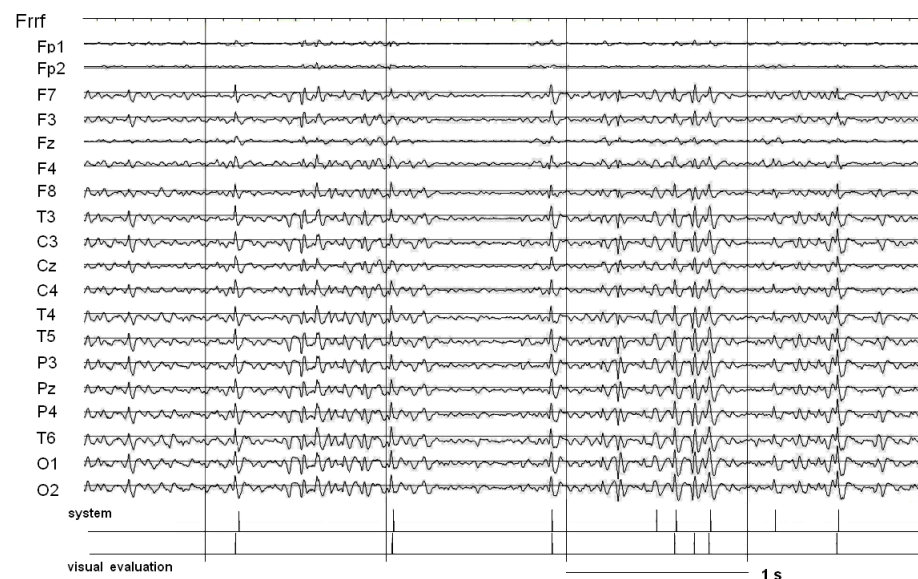 Frrf
Fp1
Fp2
F7
F3
Fz
F4
F8
T3
C3
Cz
C4
T4
T5
P3
Pz
P4
T6
O1
O2
system
visual evaluation
1 s